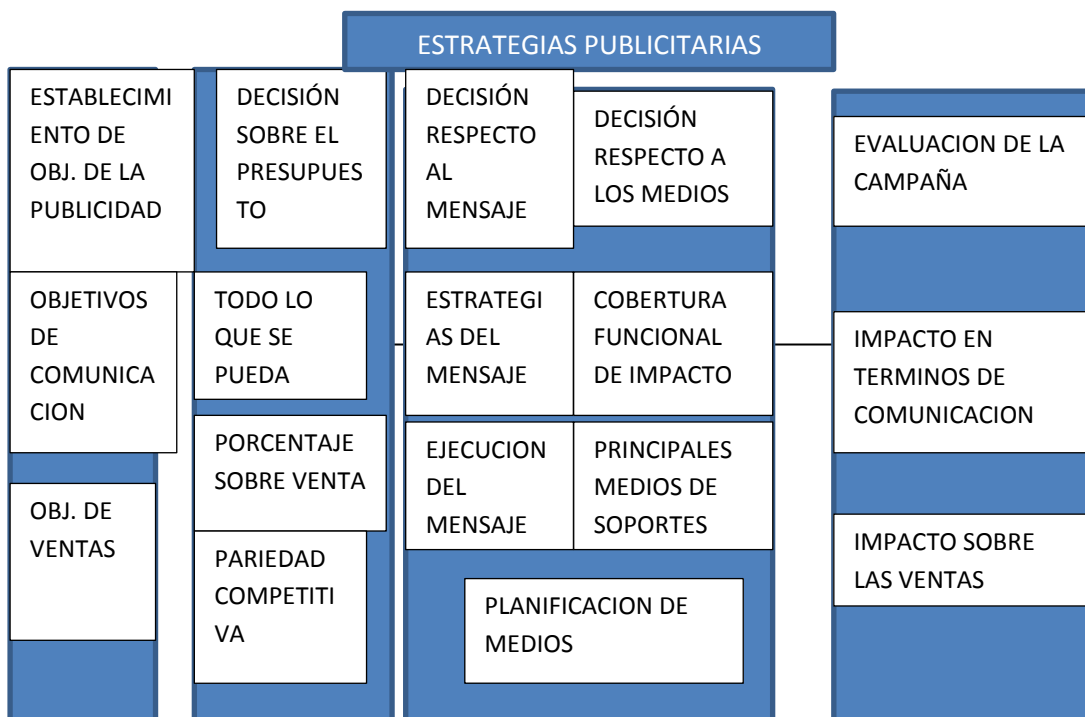 ESTRATEGIAS PUBLICITARIAS
ESTABLECIMI
ENTO DE
OBJ. DE LA
PUBLICIDAD
OBJETIVOS
DE
COMUNICA
CION
OBJ. DE
VENTAS
DECISIÓN
SOBRE EL
PRESUPUES
TO
TODO LO
QUE SE
PUEDA
PORCENTAJE
SOBRE VENTA
PARIEDAD
COMPETITI
VA
DECISIÓN
RESPECTO
AL
MENSAJE
DECISIÓN
RESPECTO A
LOS MEDIOS
ESTRATEGI
AS DEL
MENSAJE
COBERTURA
FUNCIONAL
DE IMPACTO
EJECUCION
DEL
MENSAJE
PRINCIPALES
MEDIOS DE
SOPORTES
PLANIFICACION DE
MEDIOS
EVALUACION DE LA
CAMPAÑA
IMPACTO EN
TERMINOS DE
COMUNICACION
IMPACTO SOBRE
LAS VENTAS